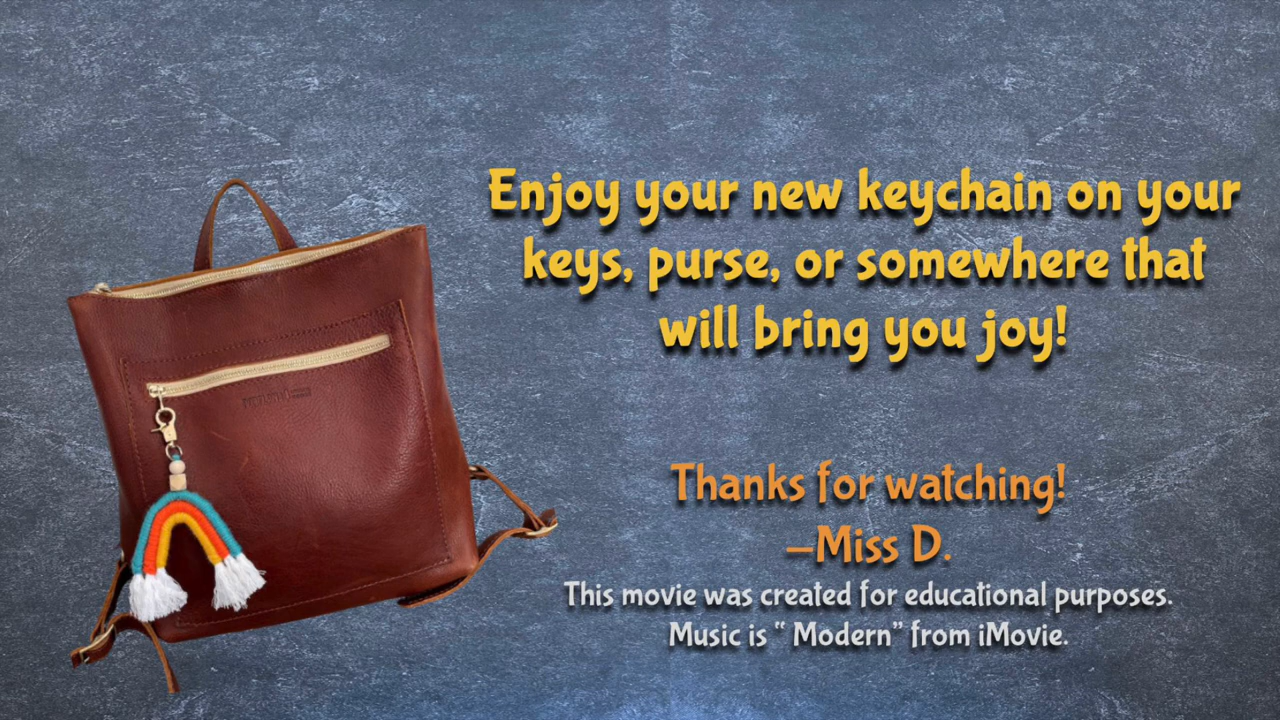 Enjoy your new keychain on your
keys, purse, or somewhere that
will bring you joy!
Thanks for watching!
–Miss D.
This movie was created for educational purposes.
Music is “ Modern” from iMovie.